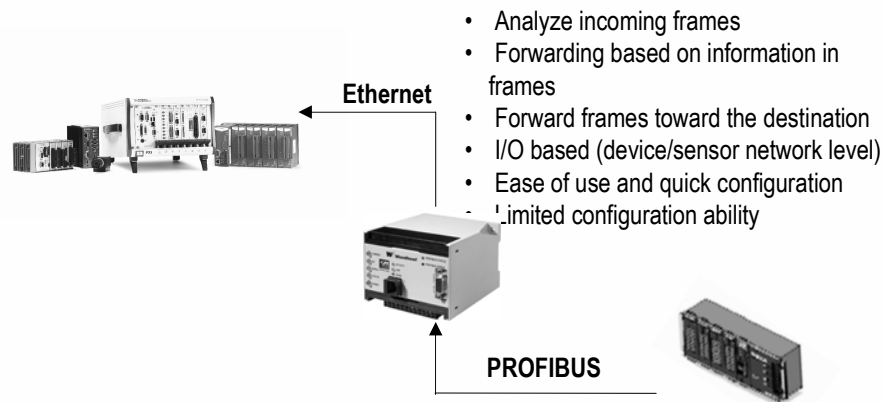 • Analyze incoming frames
• Forwarding based on information in
frames
• Forward frames toward the destination
• I/O based (device/sensor network level)
• Ease of use and quick configuration
• Limited configuration ability
Ethernet
PROFIBUS